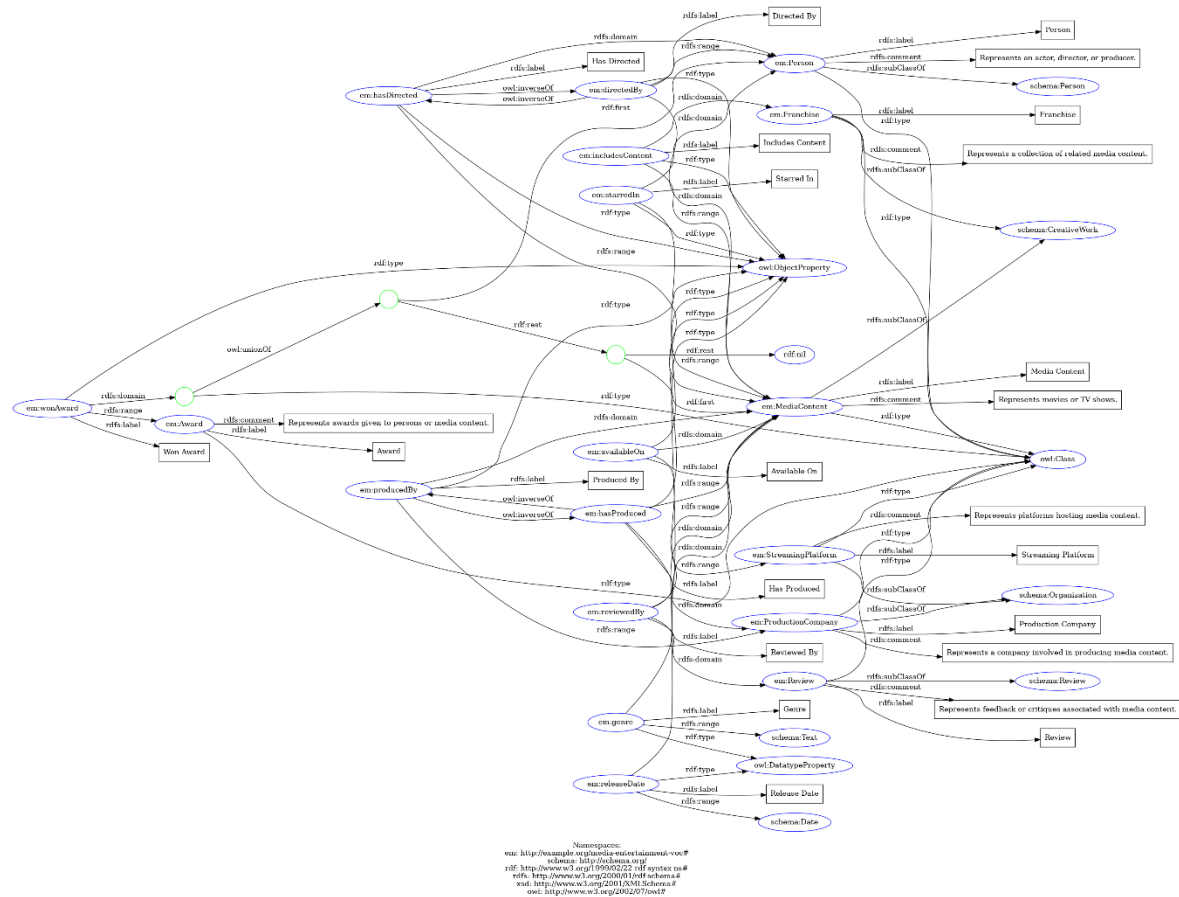 Directed By
rdfs:label
rdfs:domain
rdfs:range
rdfs:label
Person
Has Directed
rdfs:label
em:Person
rdfs:comment
Represents an actor, director, or producer.
rdf:type
rdfs:subClassOf
em:hasDirected
owl:inverseOf
em:directedBy
schema:Person
owl:inverseOf
rdf:first
rdfs:domain
rdfs:domain
em:Franchise
rdfs:label
Franchise
rdf:type
rdfs:label
Includes Content
rdfs:comment
Represents a collection of related media content.
em:includesContent
rdf:type
rdfs:subClassOf
rdfs:label
Starred In
em:starredIn
rdfs:domain
rdf:type
rdfs:range
rdf:type
schema:CreativeWork
rdf:type
rdfs:range
rdf:type
owl:ObjectProperty
rdf:type
rdf:type
rdf:type
rdfs:subClassOf
rdf:rest
owl:unionOf
rdf:type
rdf:rest
rdf:nil
rdfs:range
rdfs:label
Media Content
rdfs:domain
rdf:type
rdf:first
em:MediaContent
rdfs:comment
Represents movies or TV shows.
em:wonAward
rdfs:range
rdfs:domain
rdf:type
rdfs:label
em:Award
rdfs:comment
Represents awards given to persons or media content.
rdfs:domain
rdfs:label
Won Award
Award
em:availableOn
rdfs:range
rdfs:label
Available On
owl:Class
em:producedBy
rdfs:label
Produced By
rdf:type
owl:inverseOf
rdfs:range
rdfs:comment
Represents platforms hosting media content.
owl:inverseOf
em:hasProduced
rdfs:domain
rdf:type
rdfs:range
em:StreamingPlatform
rdfs:label
Streaming Platform
rdf:type
rdf:type
rdfs:label
Has Produced
rdfs:subClassOf
schema:Organization
em:reviewedBy
rdfs:domain
em:ProductionCompany
rdfs:subClassOf
rdfs:range
rdfs:label
rdfs:label
Production Company
rdfs:comment
Reviewed By
Represents a company involved in producing media content.
rdfs:domain
em:Review
rdfs:subClassOf
schema:Review
rdfs:comment
Represents feedback or critiques associated with media content.
rdfs:label
rdfs:label
Genre
em:genre
rdfs:range
schema:Text
Review
rdf:type
owl:DatatypeProperty
rdf:type
em:releaseDate
rdfs:label
Release Date
rdfs:range
schema:Date
Namespaces:
em: http://example.org/media-entertainment-voc#
schema: http://schema.org/
rdf: http://www.w3.org/1999/02/22-rdf-syntax-ns#
rdfs: http://www.w3.org/2000/01/rdf-schema#
xsd: http://www.w3.org/2001/XMLSchema#
owl: http://www.w3.org/2002/07/owl#